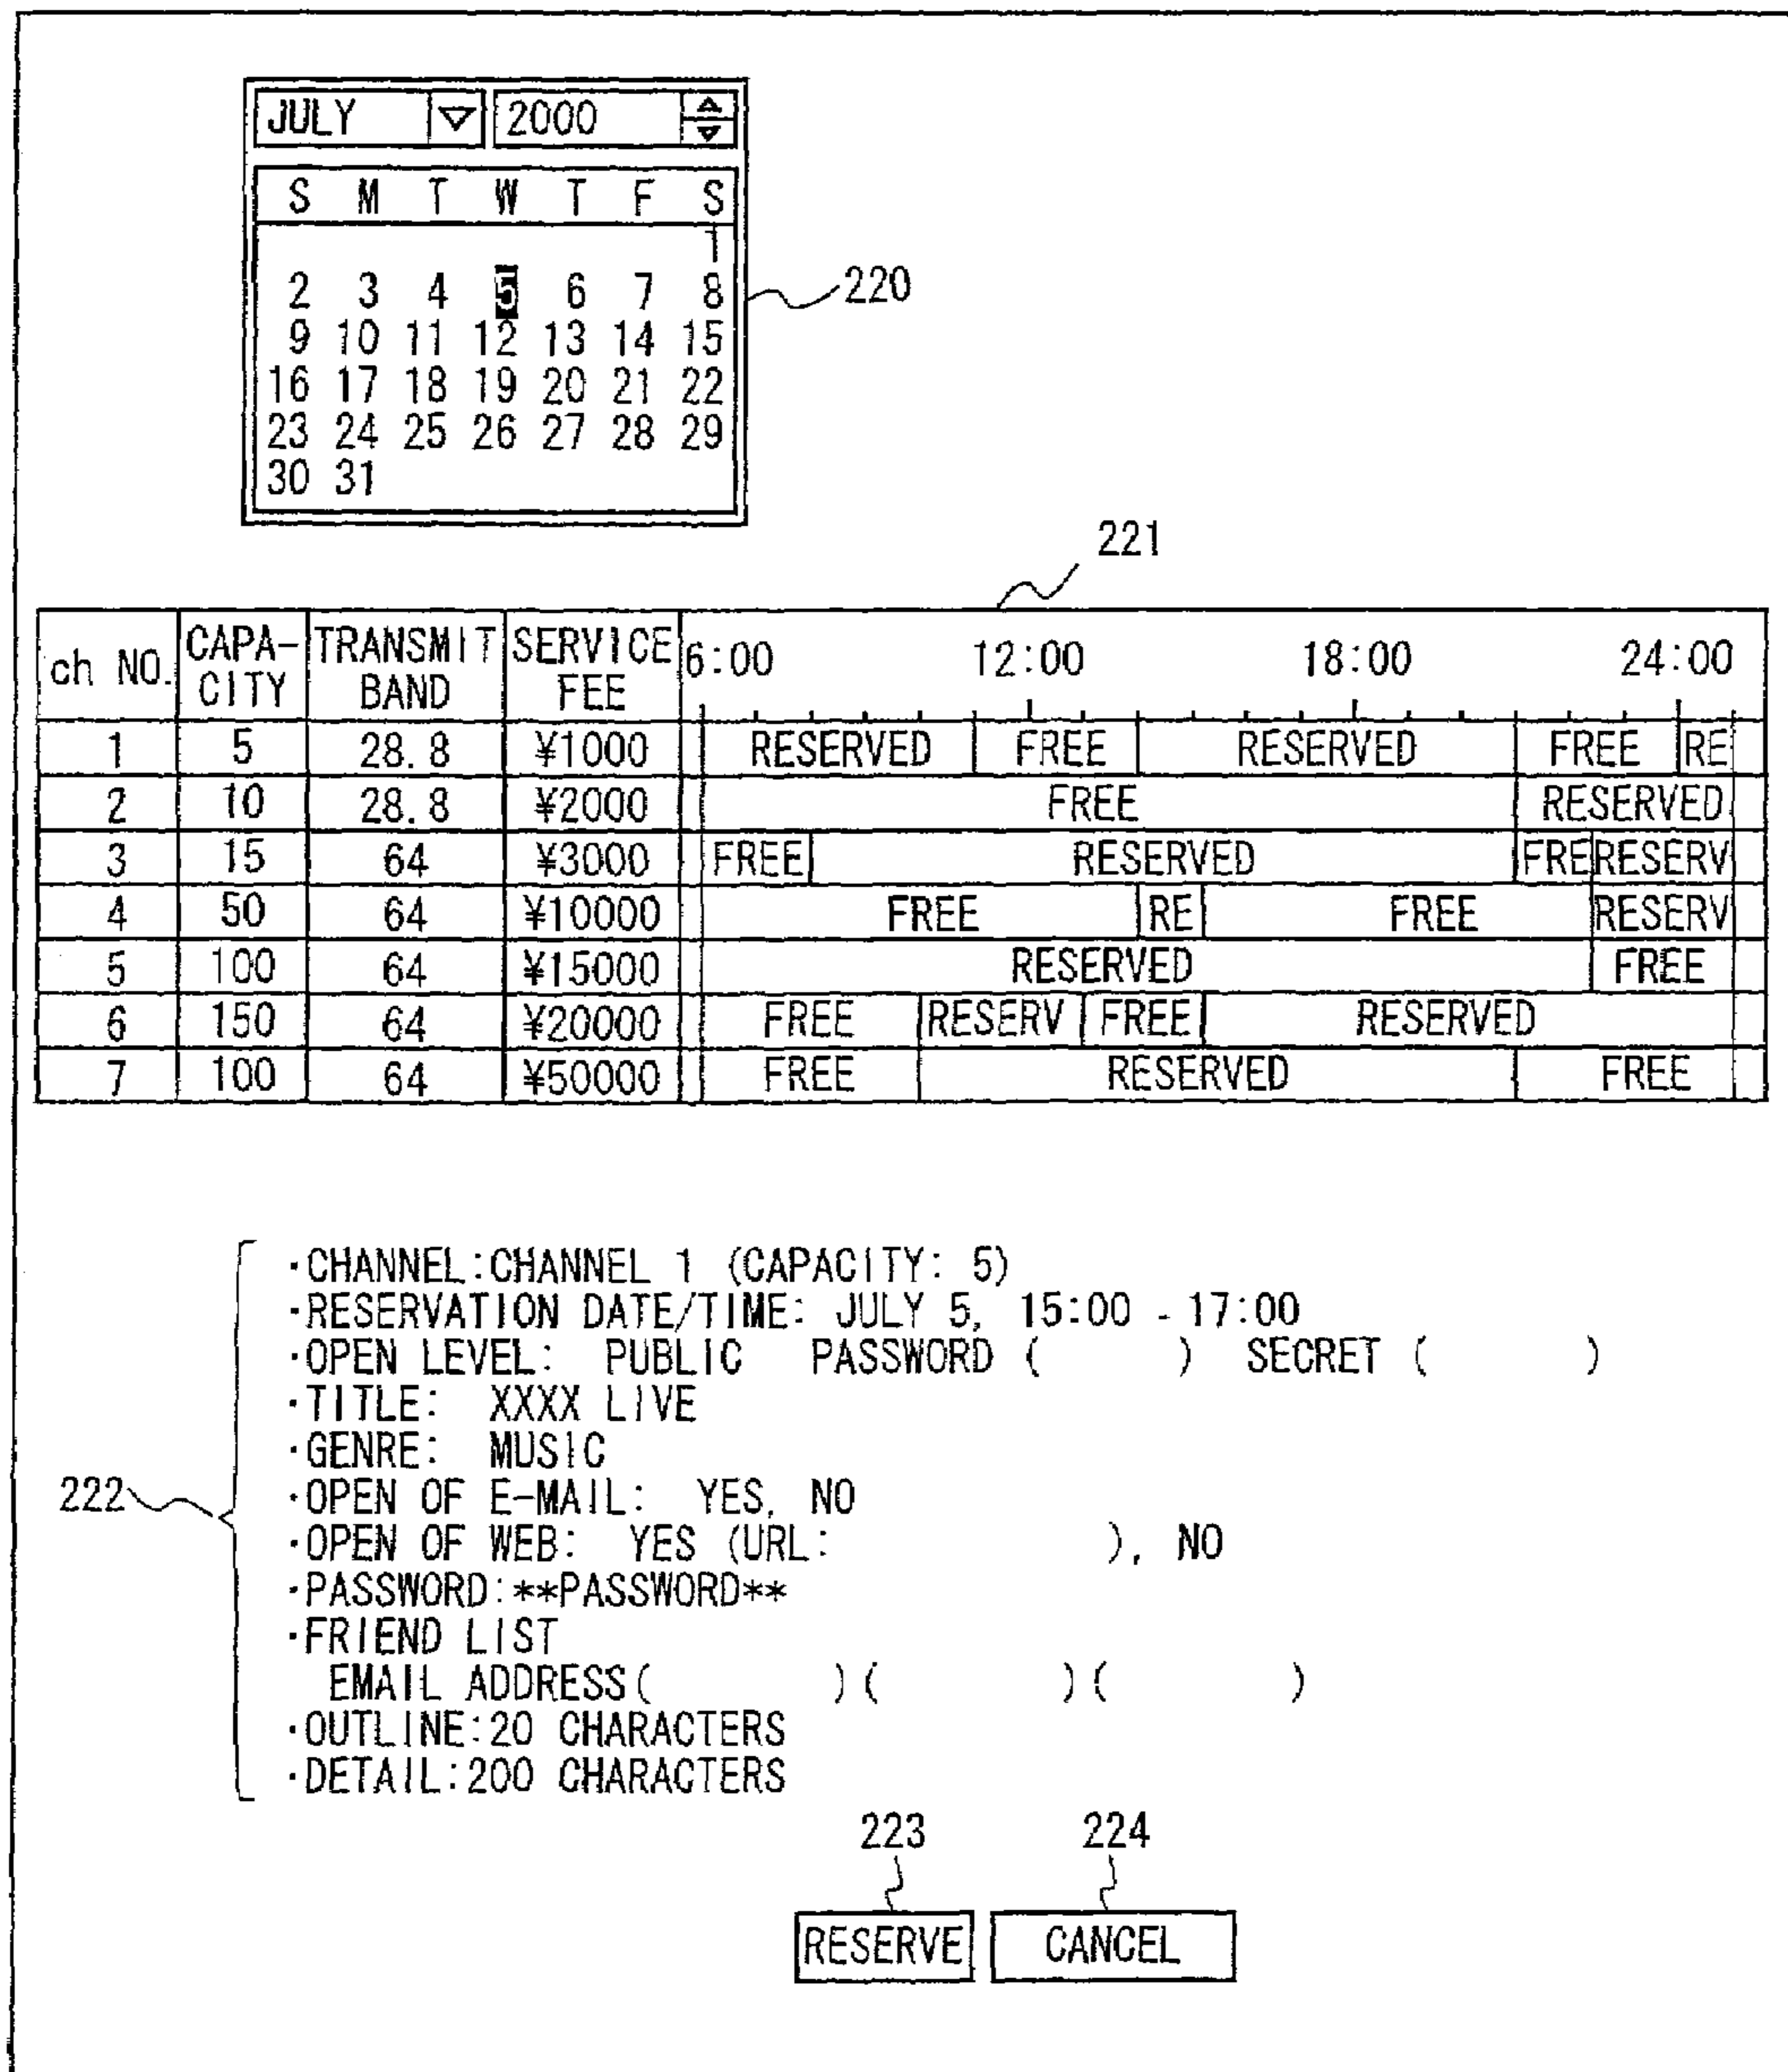 JULY 2000
S M T W T F S
1
2 3 4 5 6 7 8
220
9 10 11 12 13 14 15
16 17 18 19 20 21 22
23 24 25 26 27 28 29
30 31
221
ch NO. CAPA-CITY TRANSMIT BAND SERVICE FEE 6:00 12:00 18:00 24:00
1 5 28.8 ¥1000 RESERVED FREE RESERVED FREE RE
2 10 28.8 ¥2000 FREE RESERVED
3 15 64 ¥3000 FREE RESERVED FRE RESERV
4 50 64 ¥10000 FREE RE FREE RESERV
5 100 64 ¥15000 RESERVED FREE
6 150 64 ¥20000 FREE RESERV FREE RESERVED
7 100 64 ¥50000 FREE RESERVED FREE
222
·CHANNEL:CHANNEL 1 (CAPACITY: 5)
·RESERVATION DATE/TIME: JULY 5, 15:00 - 17:00
·OPEN LEVEL: PUBLIC PASSWORD ( ) SECRET ( )
·TITLE: XXXX LIVE
·GENRE: MUSIC
·OPEN OF E-MAIL: YES, NO
·OPEN OF WEB: YES (URL: ), NO
·PASSWORD:**PASSWORD**
·FRIEND LIST
EMAIL ADDRESS( )( )( )
·OUTLINE:20 CHARACTERS
·DETAIL:200 CHARACTERS
223 224
RESERVE CANCEL